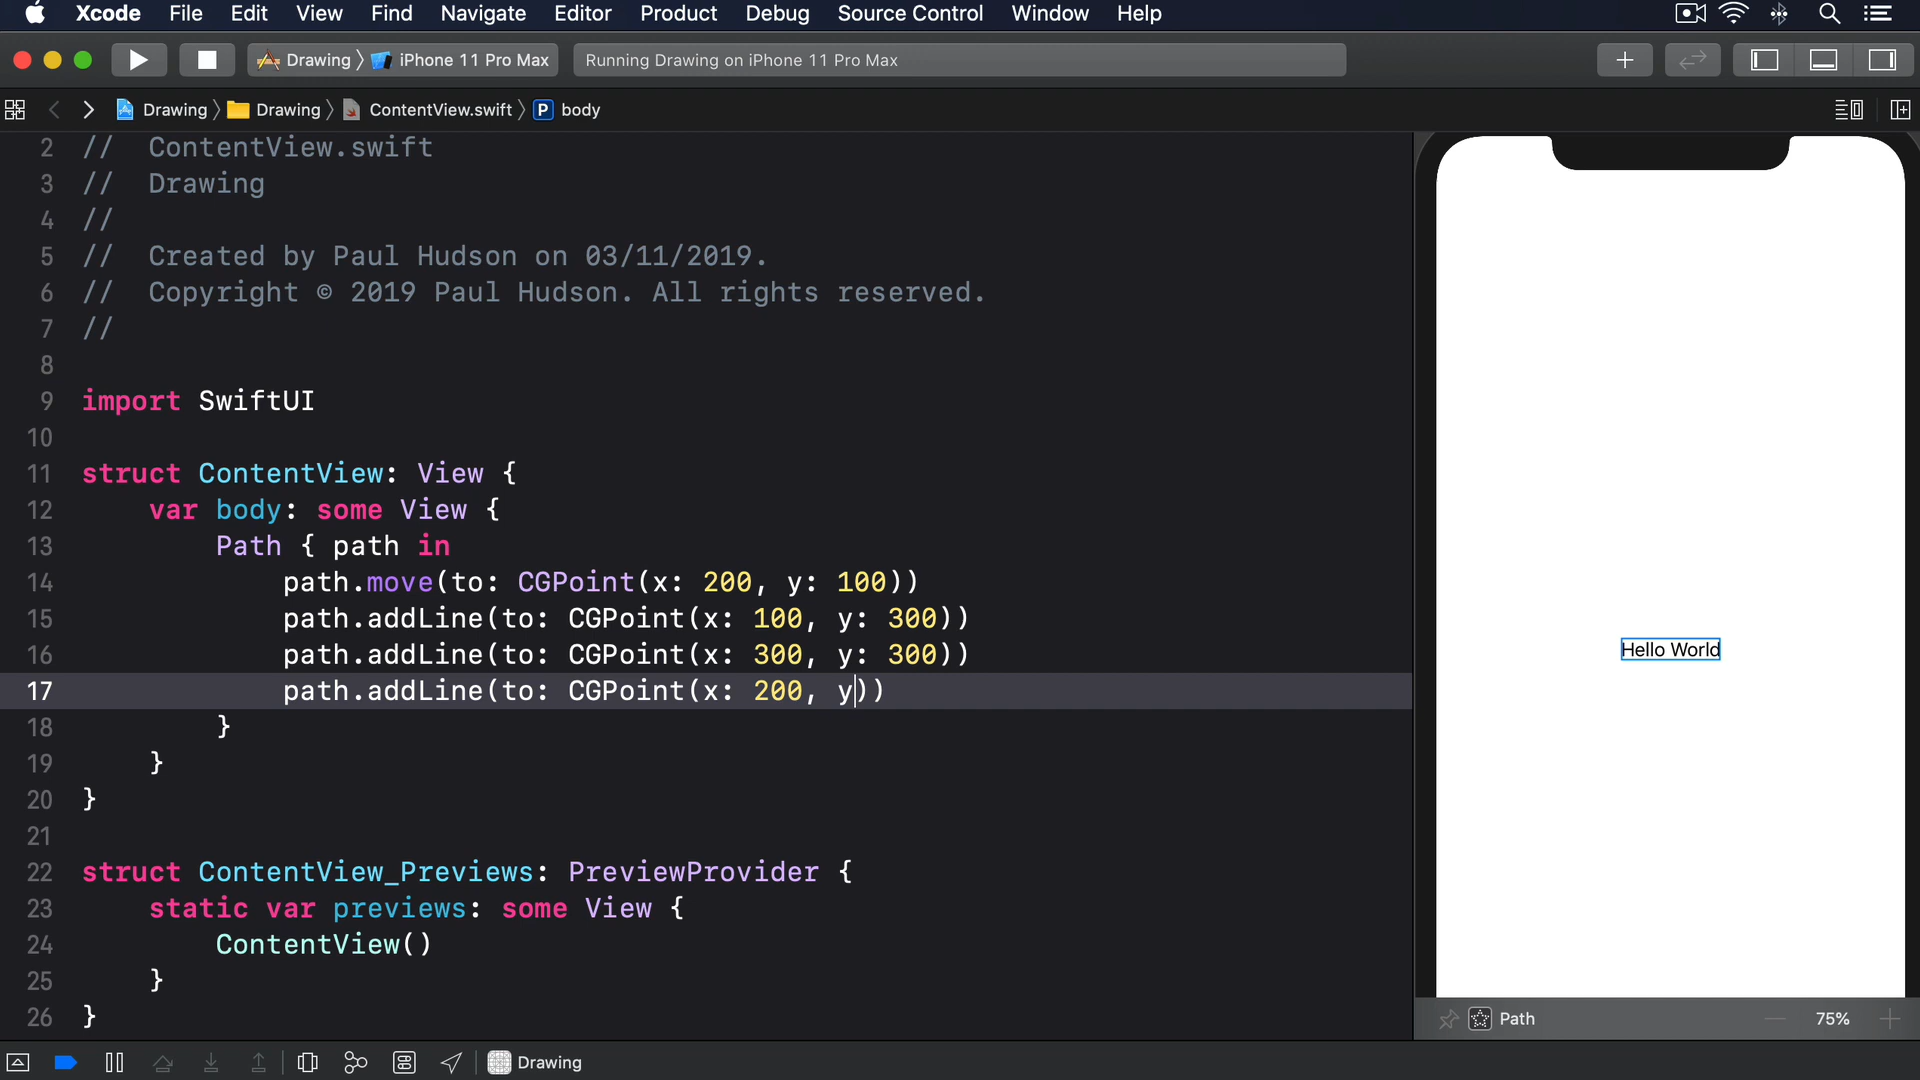 Xcode File Edit View Find Navigate Editor Product Debug Source Control Window Help
Drawing iPhone 11 Pro Max Running Drawing on iPhone 11 Pro Max
Drawing Drawing ContentView.swift P body
2 // ContentView.swift
3 // Drawing
4 //
5 // Created by Paul Hudson on 03/11/2019.
6 // Copyright © 2019 Paul Hudson. All rights reserved.
7 //
8
9 import SwiftUI
10
11 struct ContentView: View {
12 var body: some View {
13 Path { path in
14 path.move(to: CGPoint(x: 200, y: 100))
15 path.addLine(to: CGPoint(x: 100, y: 300))
16 path.addLine(to: CGPoint(x: 300, y: 300))
17 path.addLine(to: CGPoint(x: 200, y))
18 }
19 }
20 }
21
22 struct ContentView_Previews: PreviewProvider {
23 static var previews: some View {
24 ContentView()
25 }
26 }
Hello World
Path 75%
Drawing